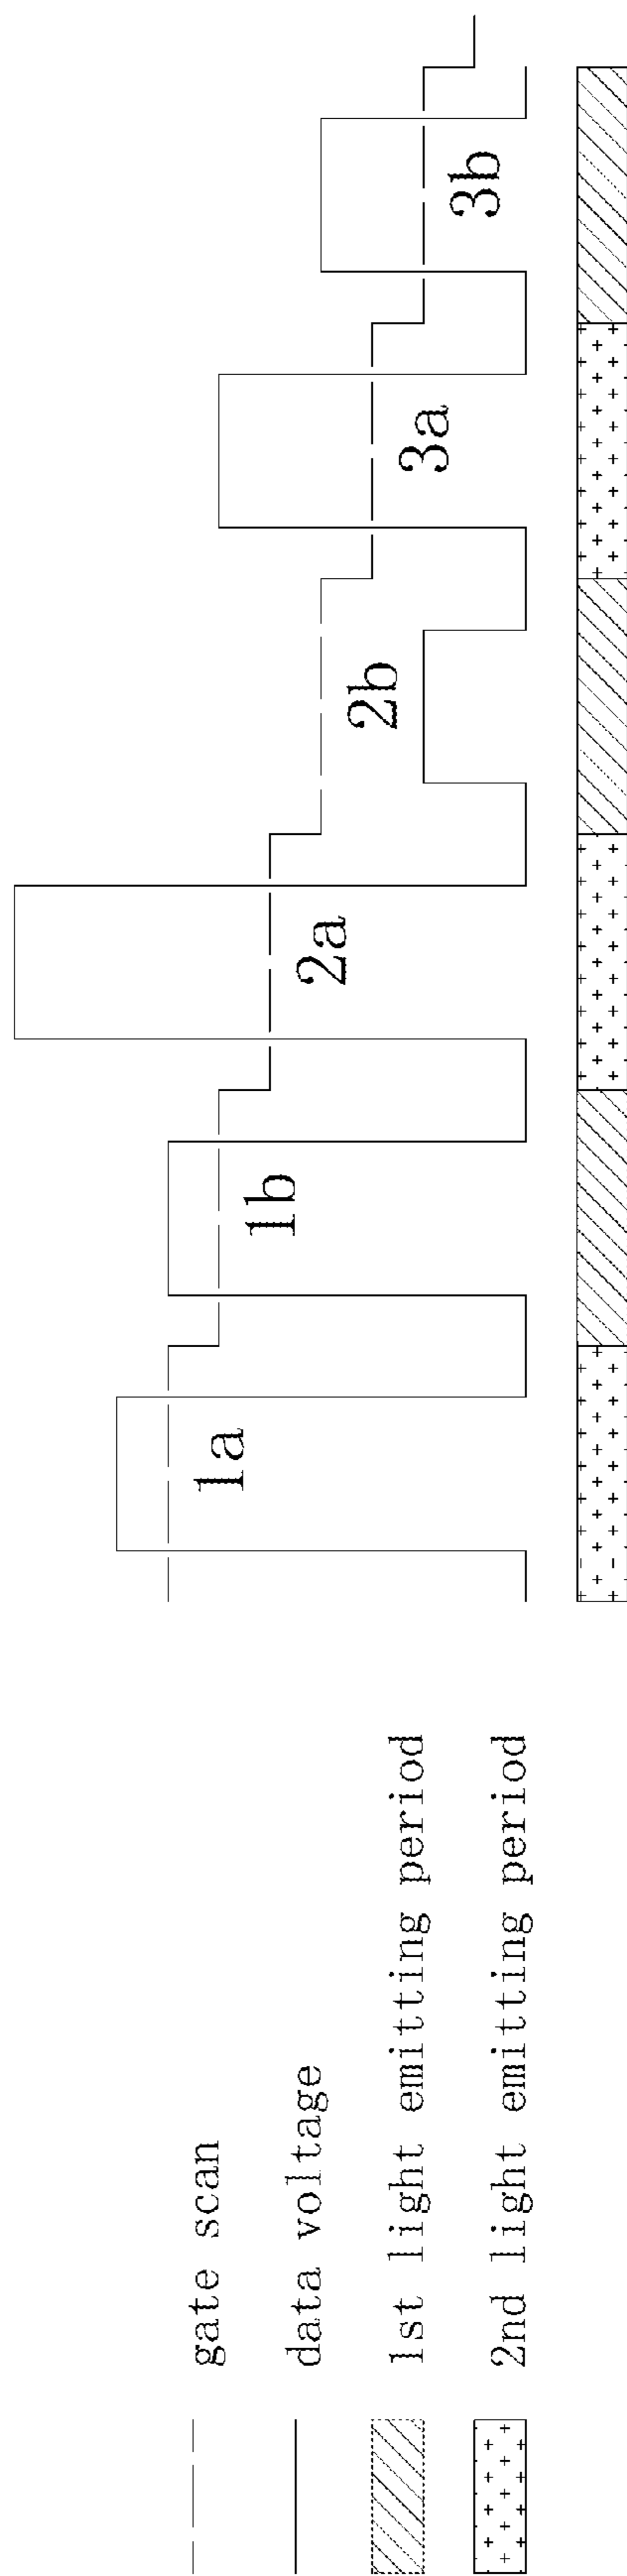 gate scan
data voltage
1st light emitting period
2nd light emitting period
1a
1b
2a
2b
3a
3b